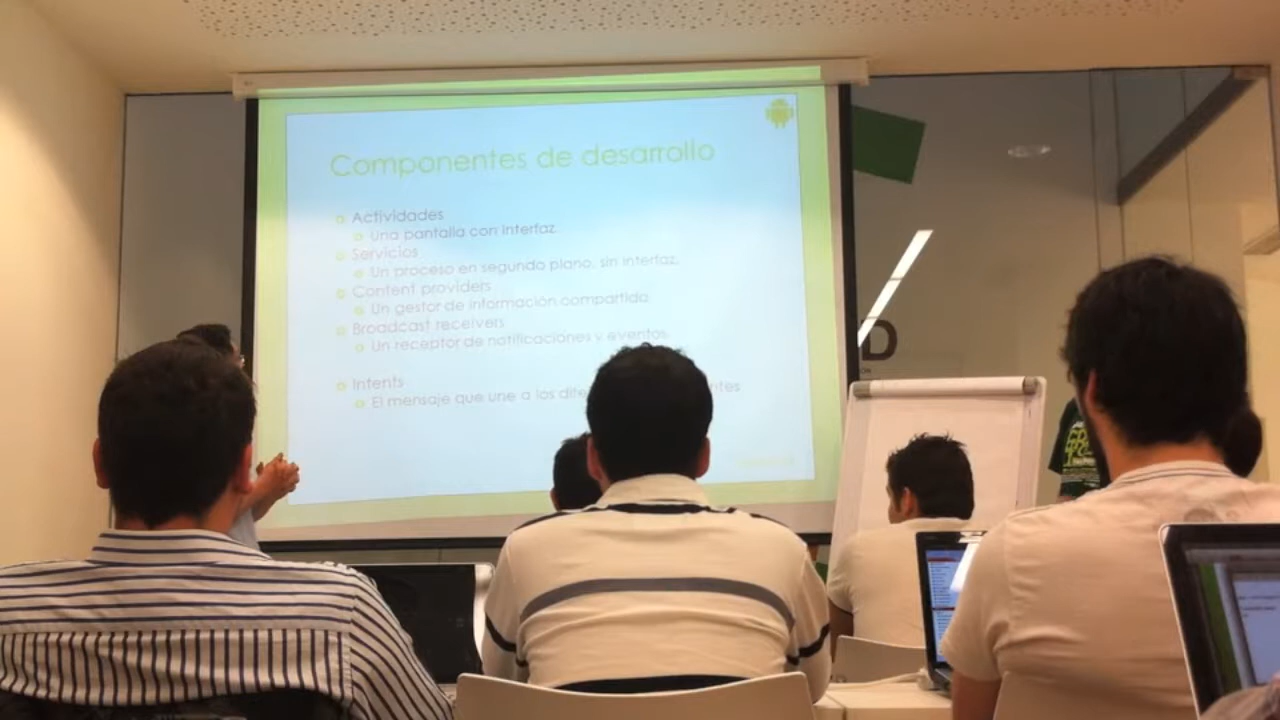 Componentes de desarrollo
Actividades
Una pantalla con interfaz.
Servicios
Un proceso en segundo plano, sin interfaz.
Content providers
Un gestor de información compartida.
Broadcast receivers
Un receptor de notificaciones y eventos.
Intents
El mensaje que une a los
D